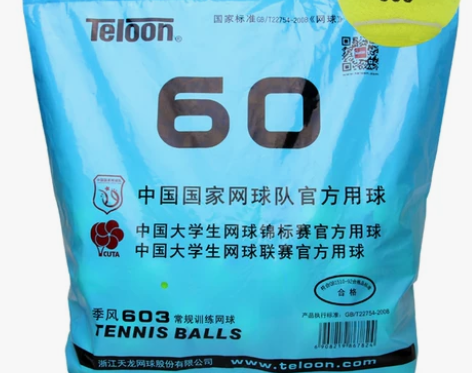 Teloon®
国家标准GB/T22754-2008《网球》
60
中国国家网球队官方用球
中国大学生网球锦标赛官方用球
中国大学生网球联赛官方用球
CUTA
合格
季风603 常规训练网球
产品执行标准：GB/T22754-2008
TENNIS BALLS
浙江天龙网球股份有限公司
www.teloon.com